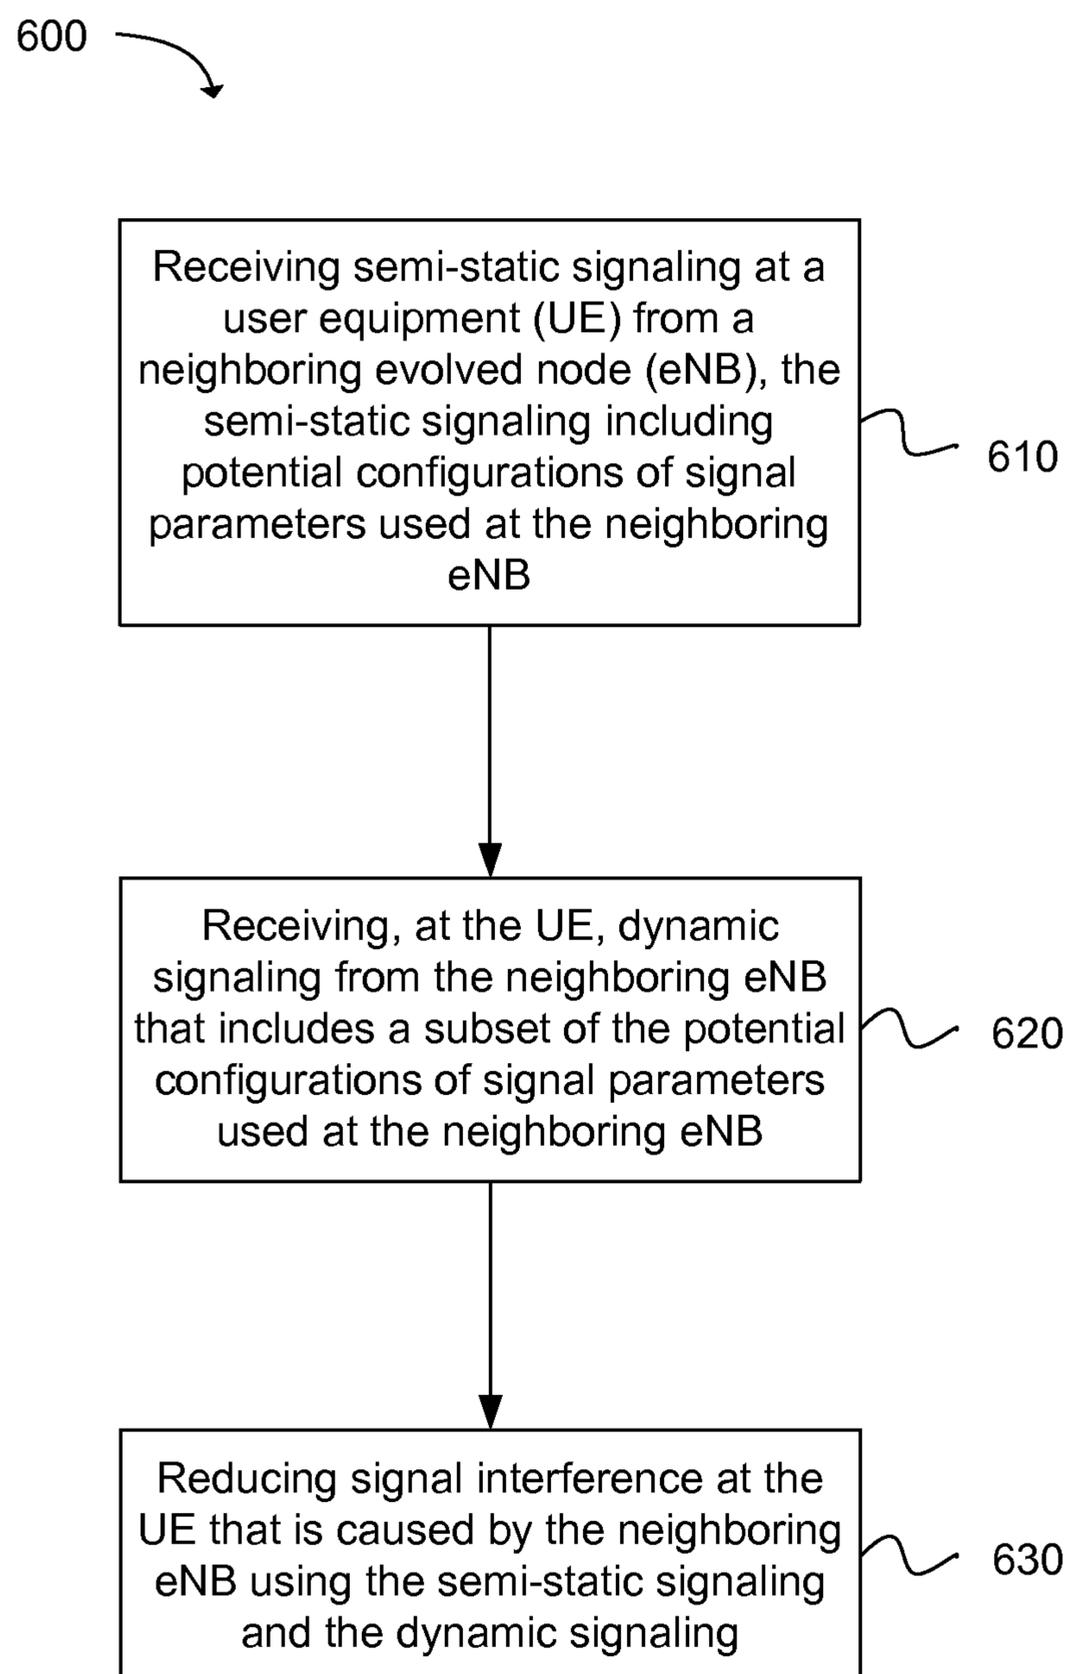 600
Receiving semi-static signaling at a
user equipment (UE) from a
neighboring evolved node (eNB), the
semi-static signaling including
potential configurations of signal
parameters used at the neighboring
eNB
610
Receiving, at the UE, dynamic
signaling from the neighboring eNB
that includes a subset of the potential
configurations of signal parameters
used at the neighboring eNB
620
Reducing signal interference at the
UE that is caused by the neighboring
eNB using the semi-static signaling
and the dynamic signaling
630